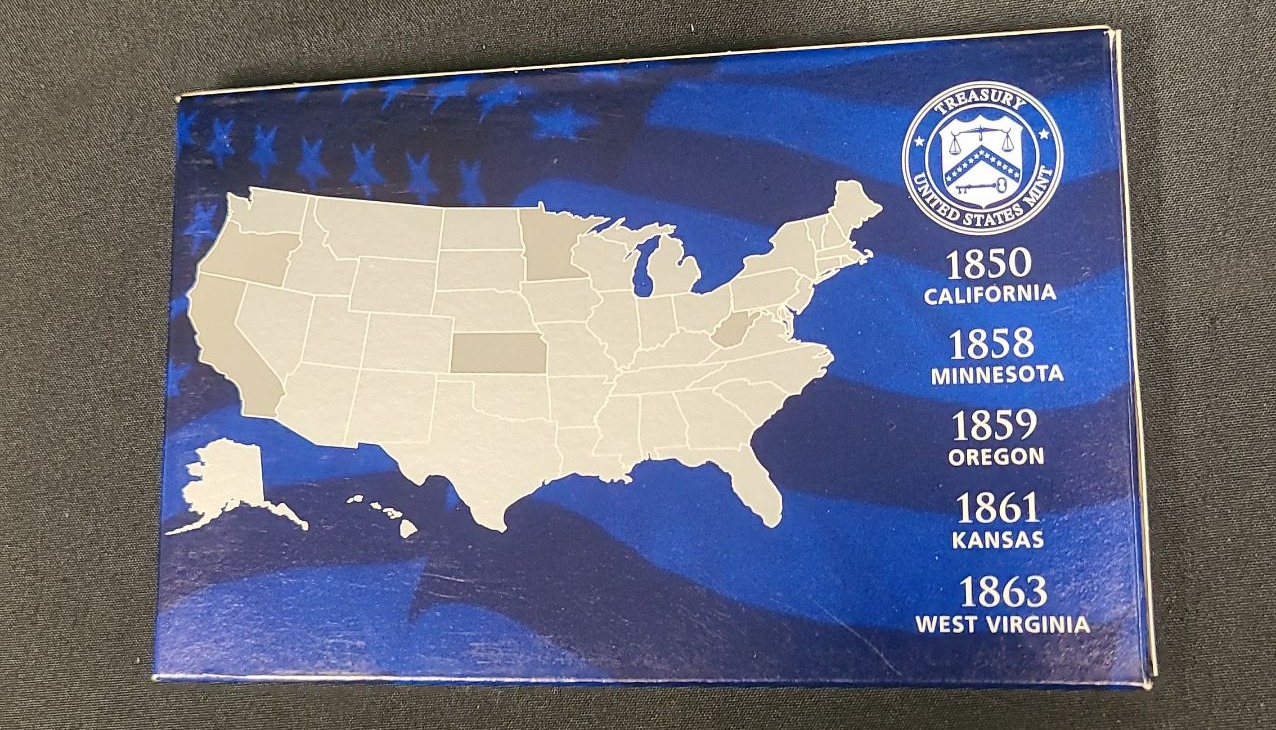 TREASURY
UNITED STATES MINT
1850
CALIFORNIA
1858
MINNESOTA
1859
OREGON
1861
KANSAS
1863
WEST VIRGINIA